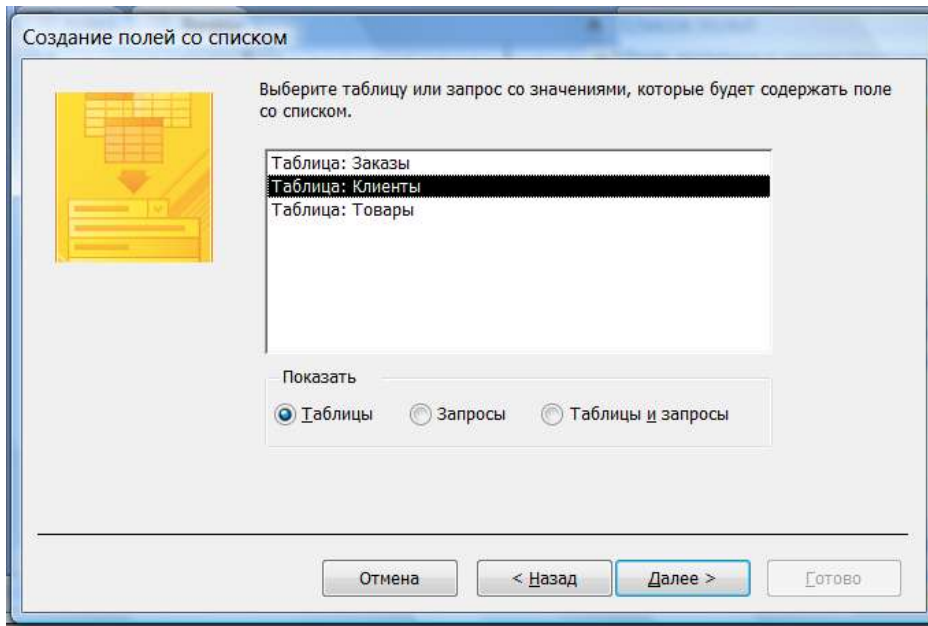 Создание полей со списком
Выберите таблицу или запрос со значениями, которые будет содержать поле
со списком.
Таблица: Заказы
Таблица: Клиенты
Таблица: Товары
Показать
Таблицы Запросы Таблицы и запросы
Отмена < Назад Далее > Готово